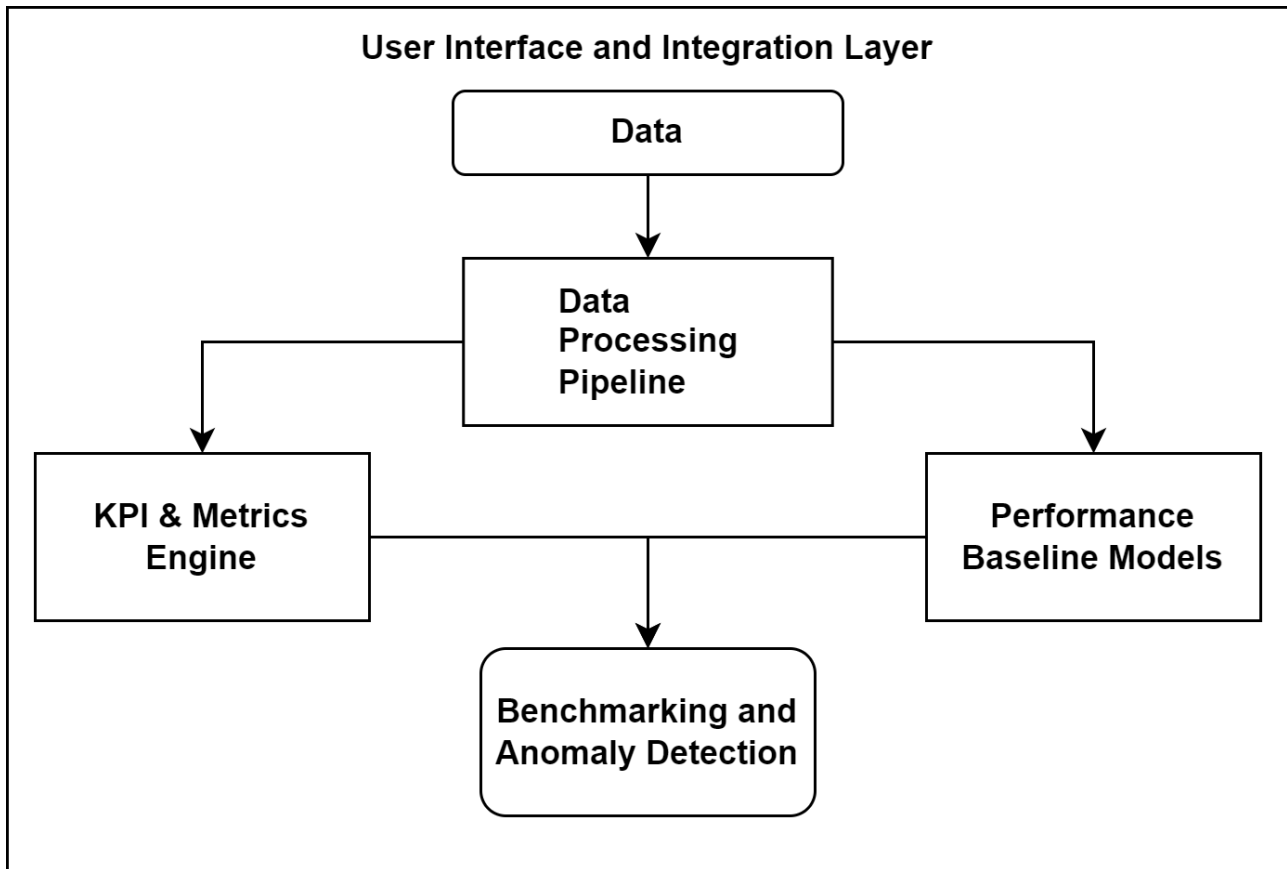 User Interface and Integration Layer
Data
Data
Processing
Pipeline
KPI & Metrics
Engine
Performance
Baseline Models
Benchmarking and
Anomaly Detection